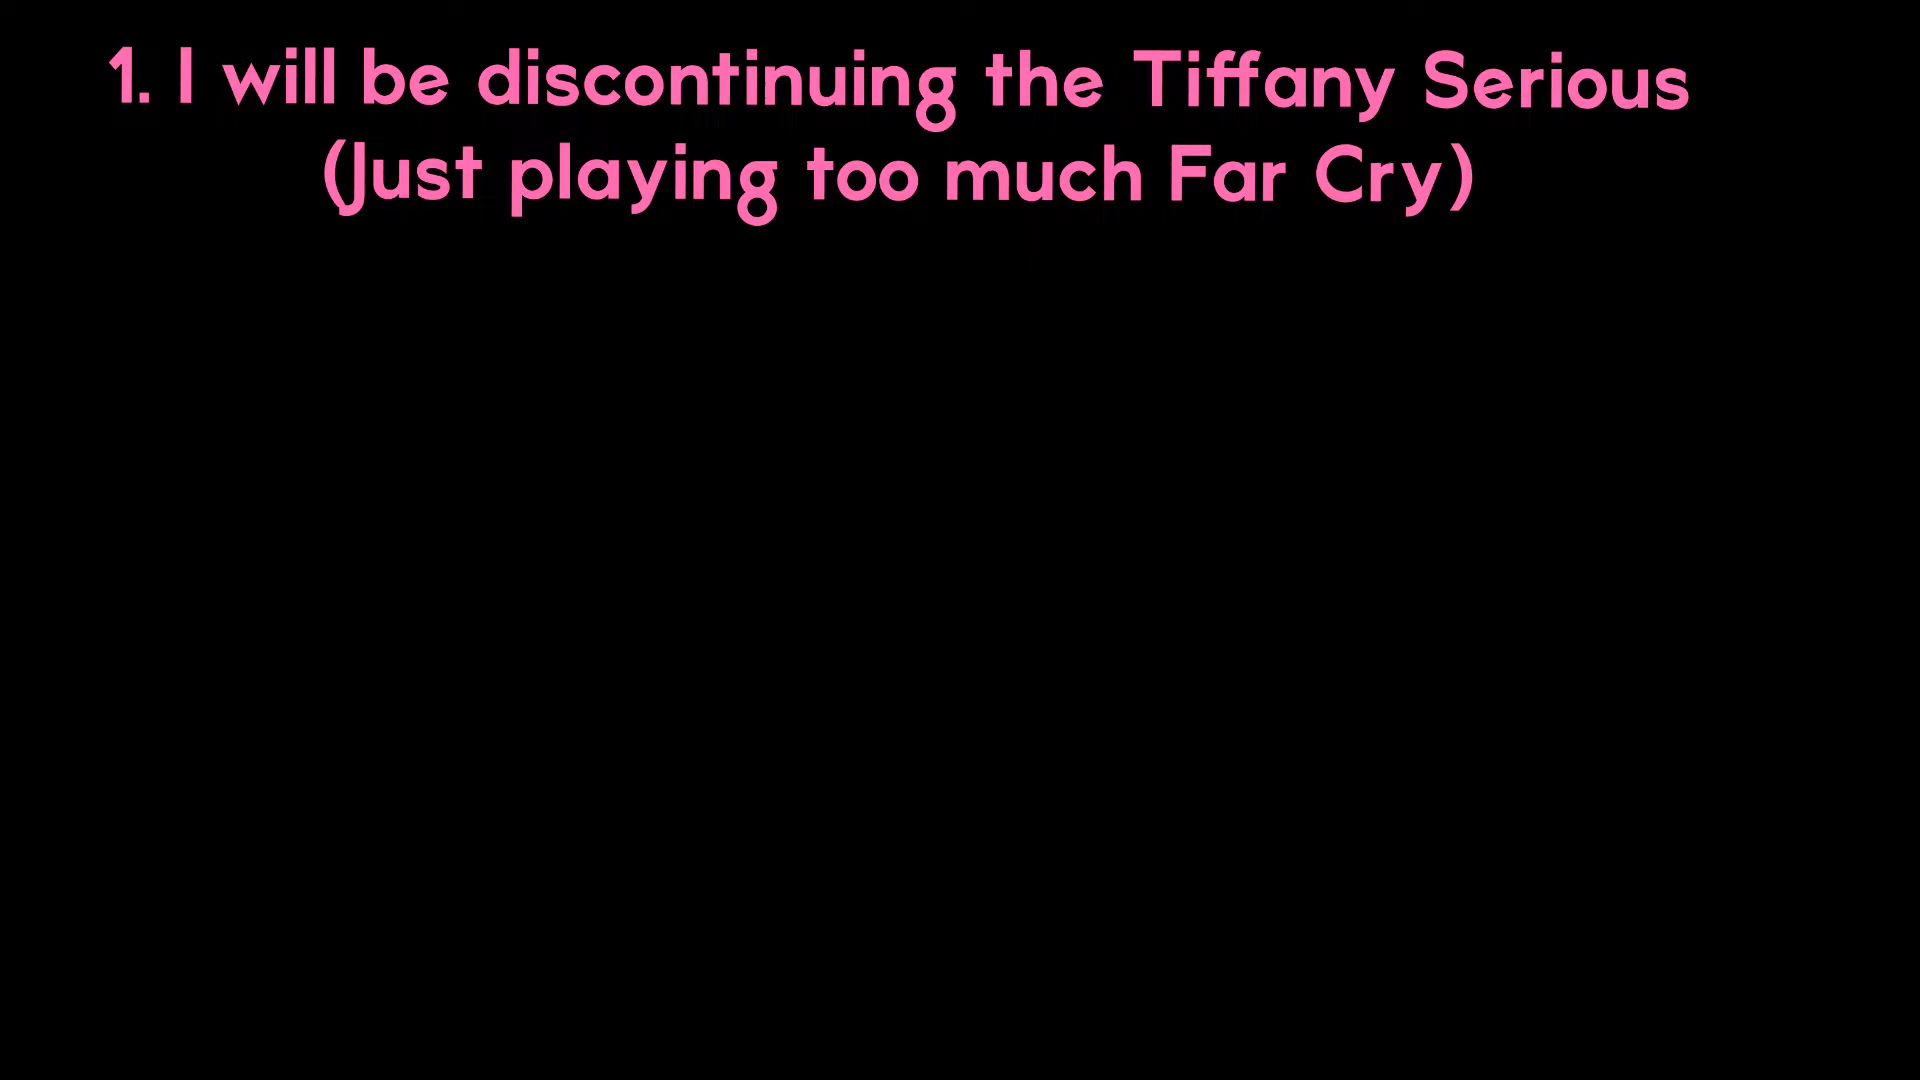 1. I will be discontinuing the Tiffany Serious
(Just playing too much Far Cry)